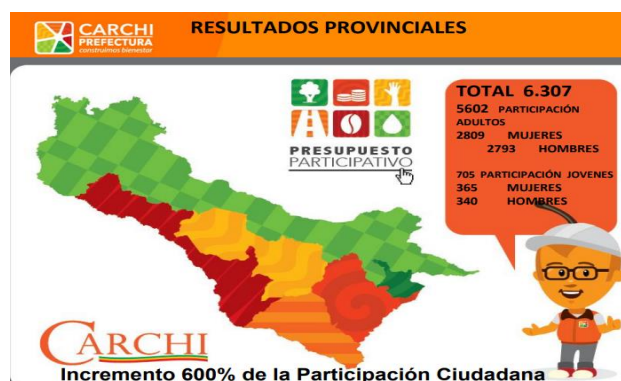 CARCHI
PREFECTURA
construimos bienestar
RESULTADOS PROVINCIALES
PRESUPUESTO
PARTICIPATIVO
TOTAL 6.307
5602 PARTICIPACIÓN
ADULTOS
2809 MUJERES
2793 HOMBRES
705 PARTICIPACIÓN JOVENES
365 MUJERES
340 HOMBRES
CARCHI
Incremento 600% de la Participación Ciudadana